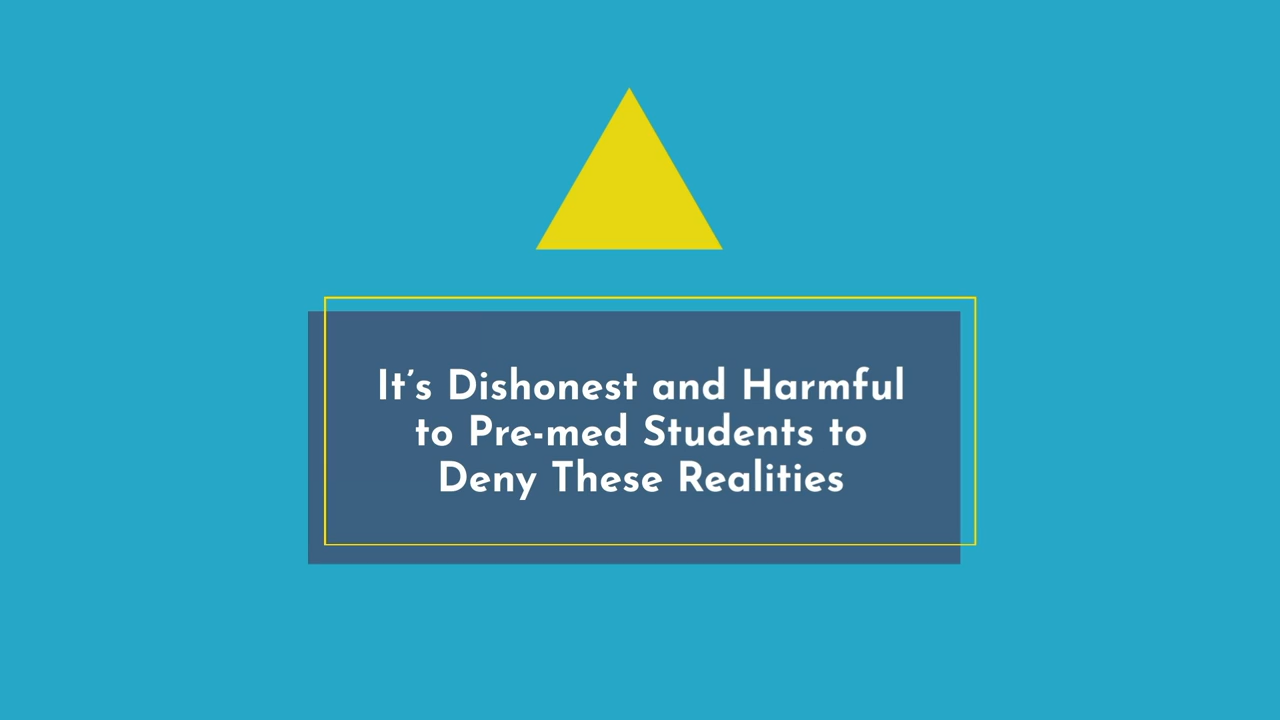 It’s Dishonest and Harmful
to Pre-med Students to
Deny These Realities